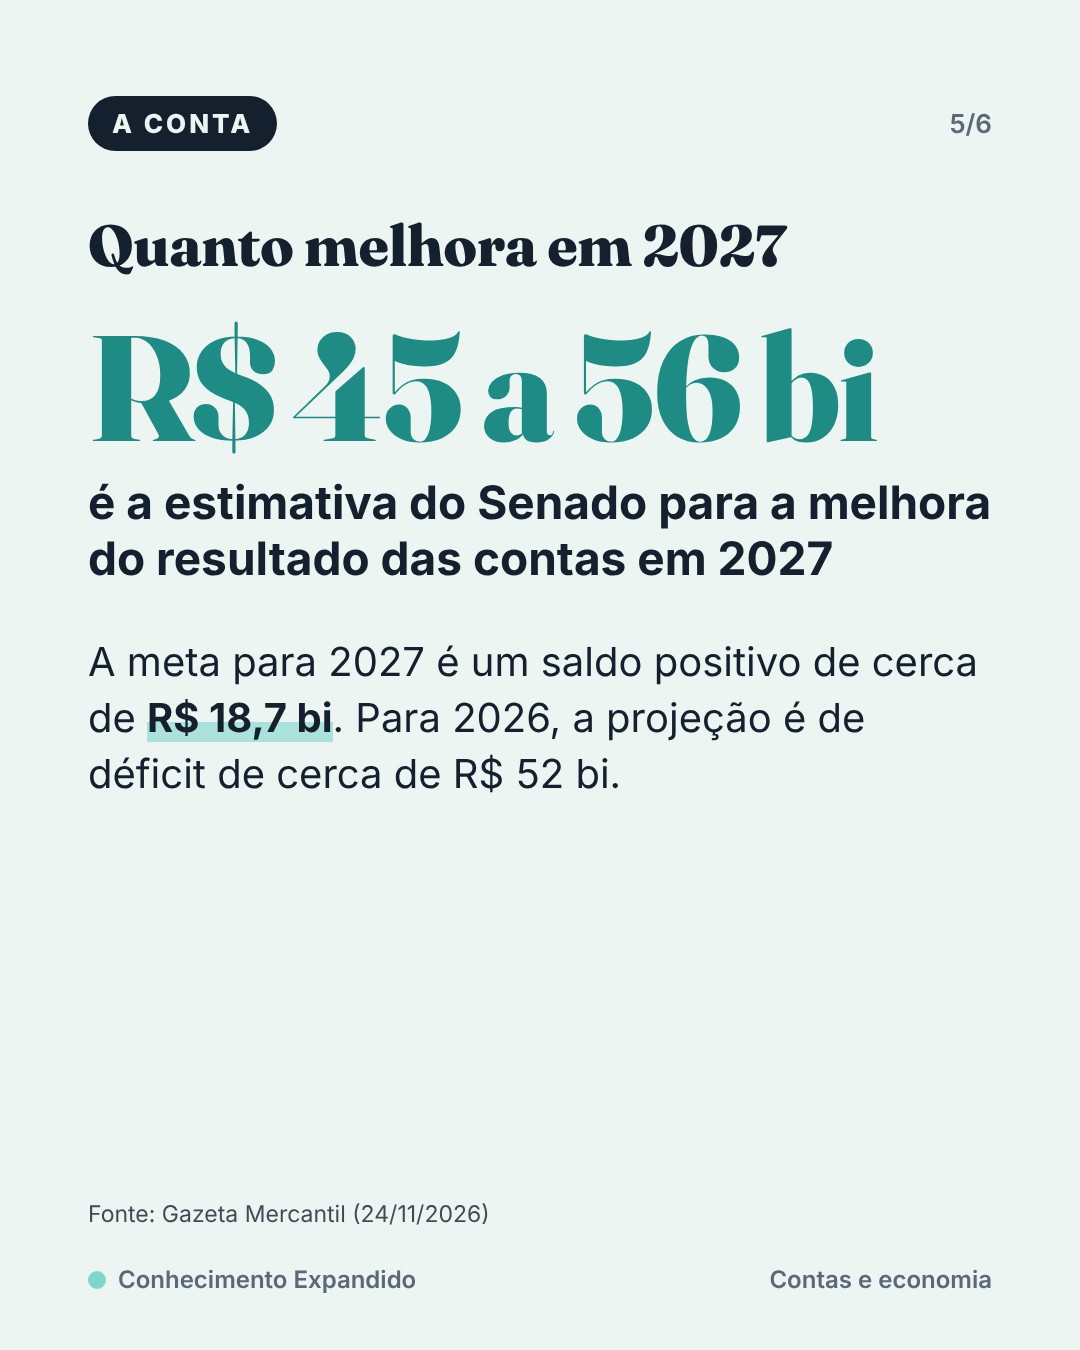 A CONTA
5/6
Quanto melhora em 2027
R$ 45 a 56 bi
é a estimativa do Senado para a melhora
do resultado das contas em 2027
A meta para 2027 é um saldo positivo de cerca
de R$ 18,7 bi. Para 2026, a projeção é de
déficit de cerca de R$ 52 bi.
Fonte: Gazeta Mercantil (24/11/2026)
Conhecimento Expandido
Contas e economia